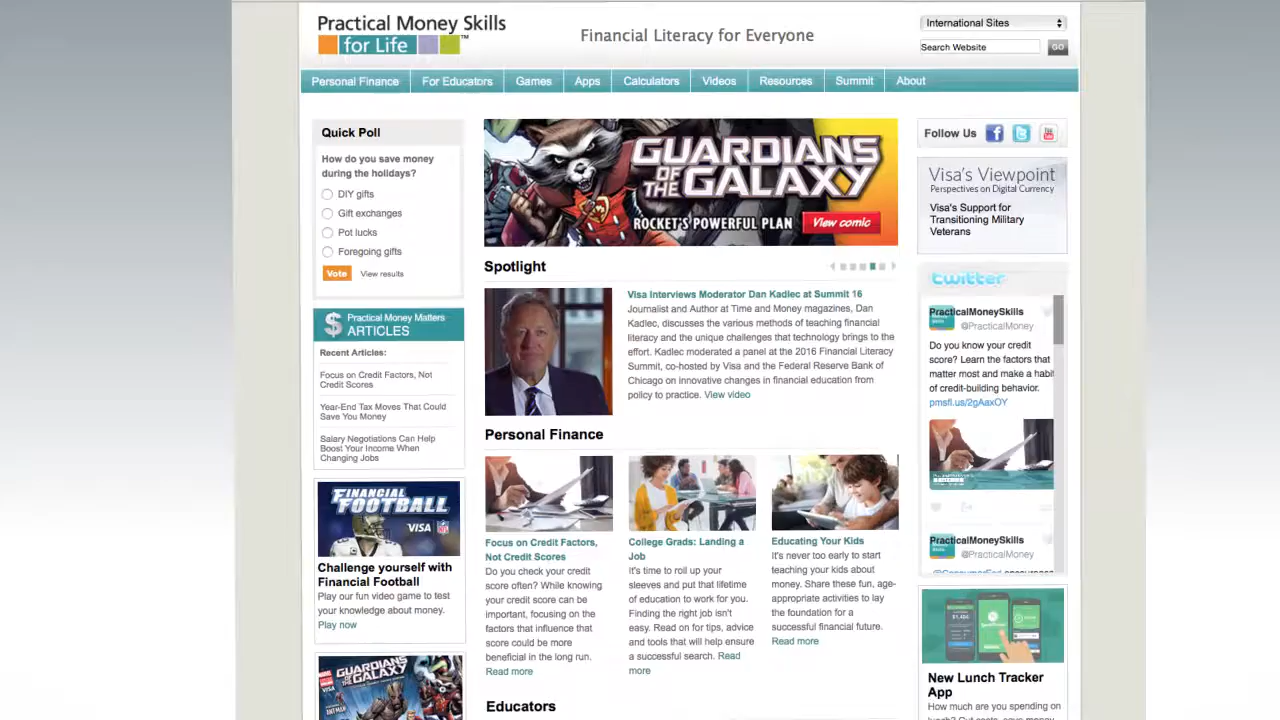 Practical Money Skills
for Life
TM
Financial Literacy for Everyone
International Sites
Search Website
GO
Personal Finance
For Educators
Games
Apps
Calculators
Videos
Resources
Summit
About
Quick Poll
How do you save money
during the holidays?
DIY gifts
Gift exchanges
Pot lucks
Foregoing gifts
Vote View results
$ Practical Money Matters
ARTICLES
Recent Articles:
Focus on Credit Factors, Not
Credit Scores
Year-End Tax Moves That Could
Save You Money
Salary Negotiations Can Help
Boost Your Income When
Changing Jobs
FINANCIAL
FOOTBALL
VISA
NFL
Challenge yourself with
Financial Football
Play our fun video game to test
your knowledge about money.
Play now
GUARDIANS
OF THE GALAXY
VISA
GUARDIANS
OF THE GALAXY
ROCKET'S POWERFUL PLAN View comic
Spotlight
Visa Interviews Moderator Dan Kadlec at Summit 16
Journalist and Author at Time and Money magazines, Dan
Kadlec, discusses the various methods of teaching financial
literacy and the unique challenges that technology brings to the
effort. Kadlec moderated a panel at the 2016 Financial Literacy
Summit, co-hosted by Visa and the Federal Reserve Bank of
Chicago on innovative changes in financial education from
policy to practice. View video
Personal Finance
Focus on Credit Factors,
Not Credit Scores
Do you check your credit
score often? While knowing
your credit score can be
important, focusing on the
factors that influence that
score could be more
beneficial in the long run.
Read more
College Grads: Landing a
Job
It's time to roll up your
sleeves and put that lifetime
of education to work for you.
Finding the right job isn't
easy. Read on for tips, advice
and tools that will help ensure
a successful search. Read
more
Educating Your Kids
It's never too early to start
teaching your kids about
money. Share these fun, age-
appropriate activities to lay
the foundation for a
successful financial future.
Read more
Educators
Follow Us
Visa's Viewpoint
Perspectives on Digital Currency
Visa's Support for
Transitioning Military
Veterans
twitter
PracticalMoneySkills
@PracticalMoney
Do you know your credit
score? Learn the factors that
matter most and make a habit
of credit-building behavior.
pmsfl.us/2gAaxOY
PracticalMoneySkills
@PracticalMoney
New Lunch Tracker
App
How much are you spending on